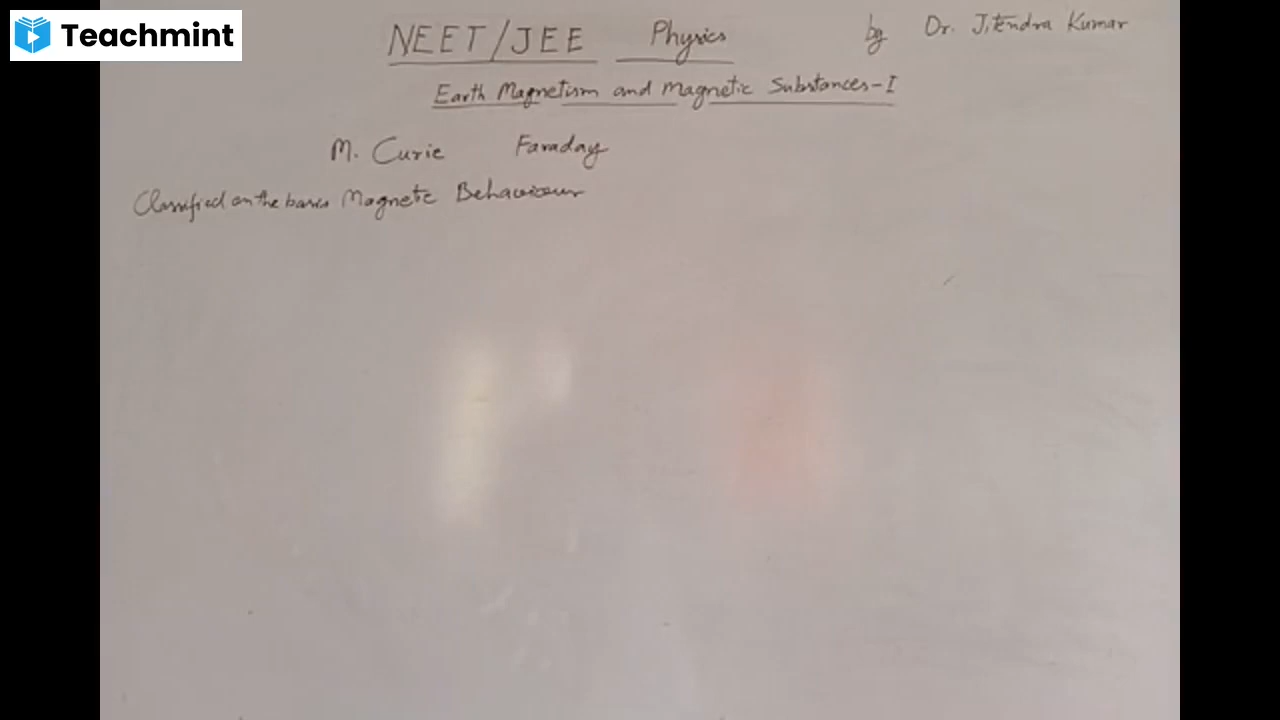 Teachmint
NEET/JEE Physics by Dr. Jitendra Kumar
Earth Magnetism and Magnetic Substances-I
M. Curie Faraday
Classified on the basis Magnetic Behaviour